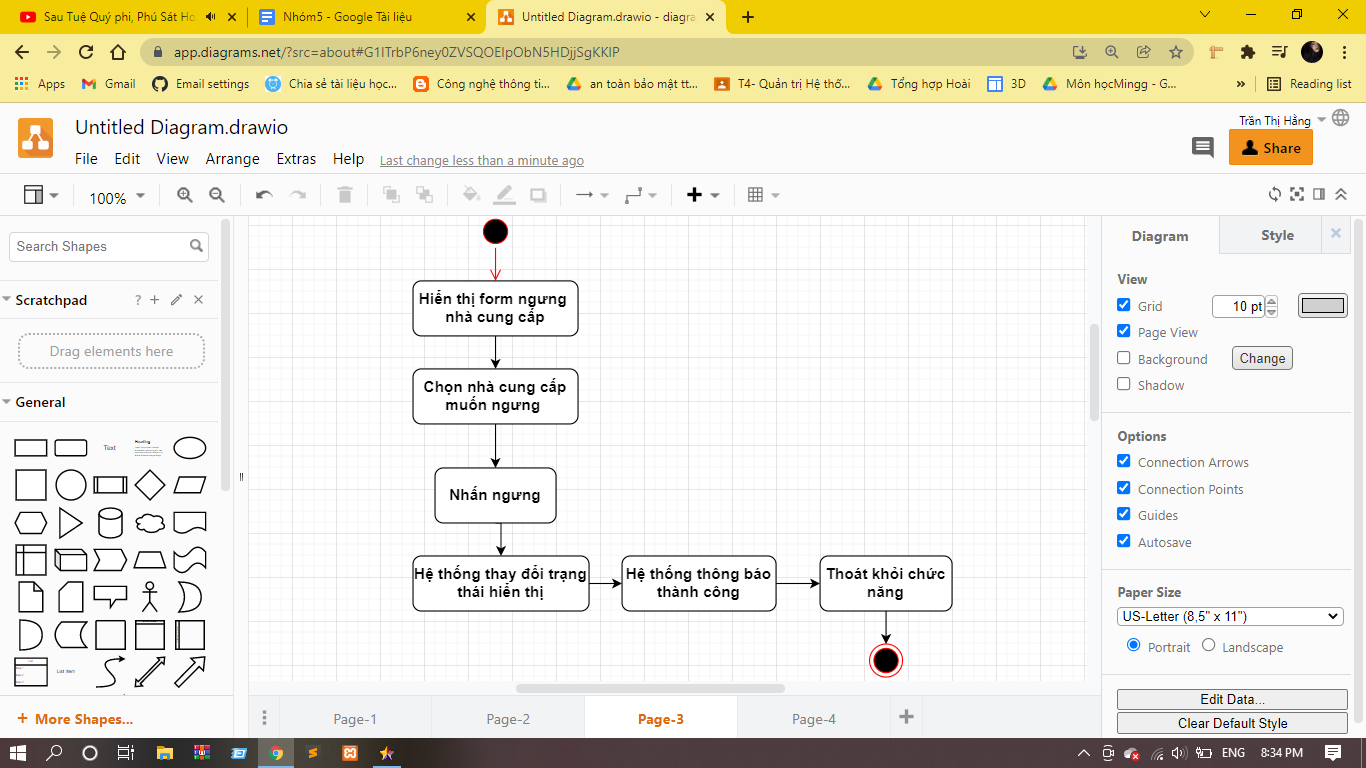 Sau Tuệ Quý phi, Phú Sát Ho
Nhóm5 - Google Tài liệu
Untitled Diagram.drawio - diagra
app.diagrams.net/?src=about#G1ITrbP6ney0ZVSQOEIpObN5HDjjSgKKIP
Apps
Gmail
Email settings
Chia sẻ tài liệu học...
Công nghệ thông ti...
an toàn bảo mật tt...
T4- Quản trị Hệ thố...
Tổng hợp Hoài
3D
Môn họcMingg - G...
»
Reading list
Untitled Diagram.drawio
Trần Thị Hằng
File Edit View Arrange Extras Help Last change less than a minute ago
Share
100%
Search Shapes
Scratchpad
?
Drag elements here
General
Text
Heading
List Item
+ More Shapes...
Hiển thị form ngưng
nhà cung cấp
Chọn nhà cung cấp
muốn ngưng
Nhấn ngưng
Hệ thống thay đổi trạng
thái hiển thị
Hệ thống thông báo
thành công
Thoát khỏi chức
năng
Page-1
Page-2
Page-3
Page-4
Diagram
Style
View
Grid
10 pt
Page View
Background
Change
Shadow
Options
Connection Arrows
Connection Points
Guides
Autosave
Paper Size
US-Letter (8,5" x 11")
Portrait
Landscape
Edit Data...
Clear Default Style
ENG
8:34 PM